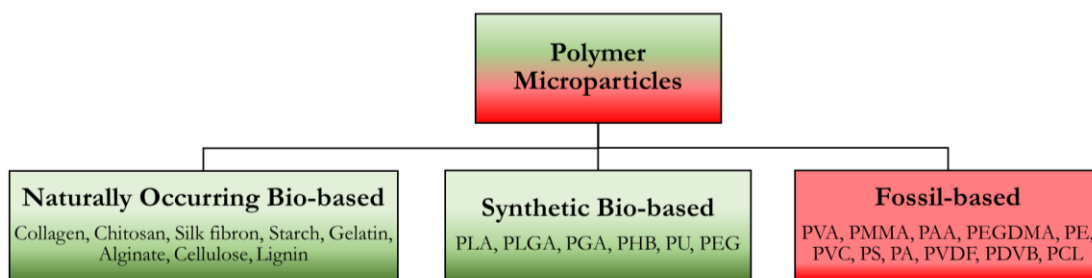 Polymer
Microparticles
Naturally Occurring Bio-based
Collagen, Chitosan, Silk fibron, Starch, Gelatin,
Alginate, Cellulose, Lignin
Synthetic Bio-based
PLA, PLGA, PGA, PHB, PU, PEG
Fossil-based
PVA, PMMA, PAA, PEGDMA, PE,
PVC, PS, PA, PVDF, PDVB, PCL